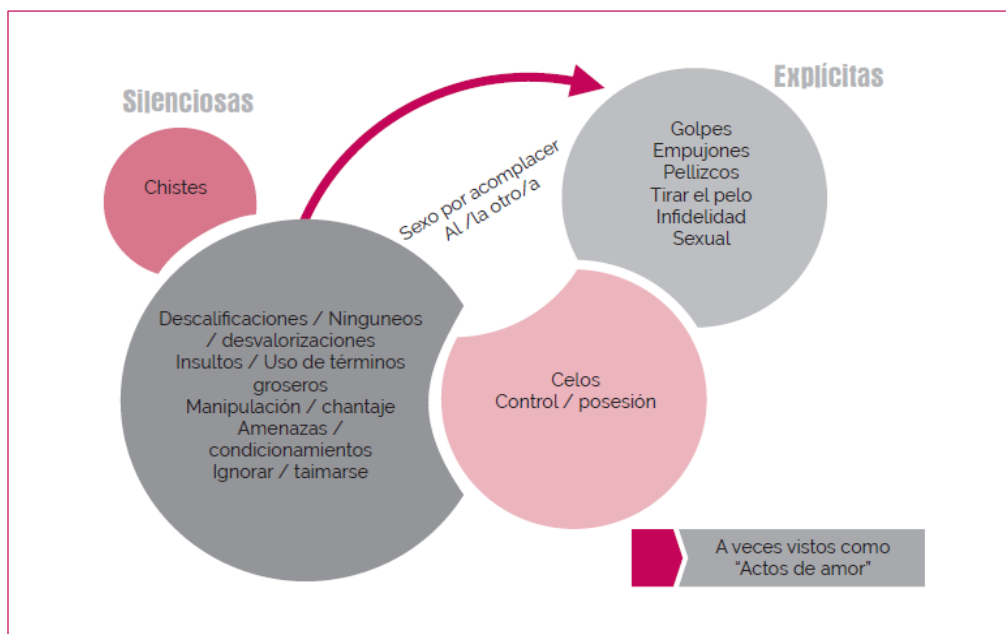 Silenciosas
Chistes
Descalificaciones / Ninguneos
/ desvalorizaciones
Insultos / Uso de términos
groseros
Manipulación / chantaje
Amenazas /
condicionamientos
Ignorar / taimarse
Sexo por acomplacer
Al /la otro/a
Celos
Control / posesión
Explícitas
Golpes
Empujones
Pellizcos
Tirar el pelo
Infidelidad
Sexual
A veces vistos como
“Actos de amor”